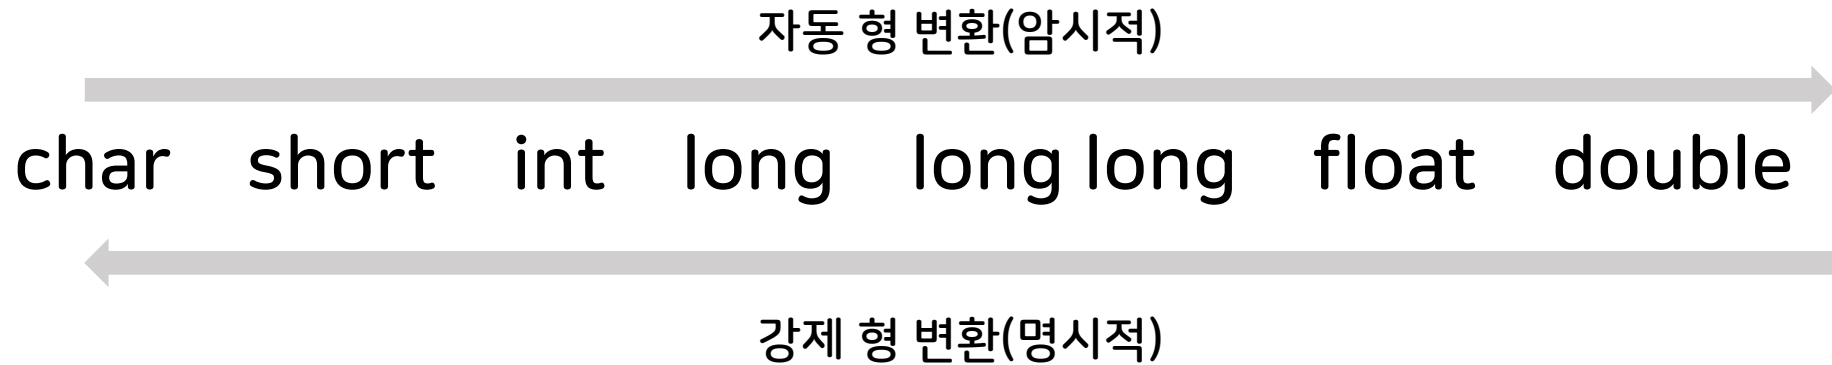 자동 형 변환(암시적)
char short int long long long float double
강제 형 변환(명시적)